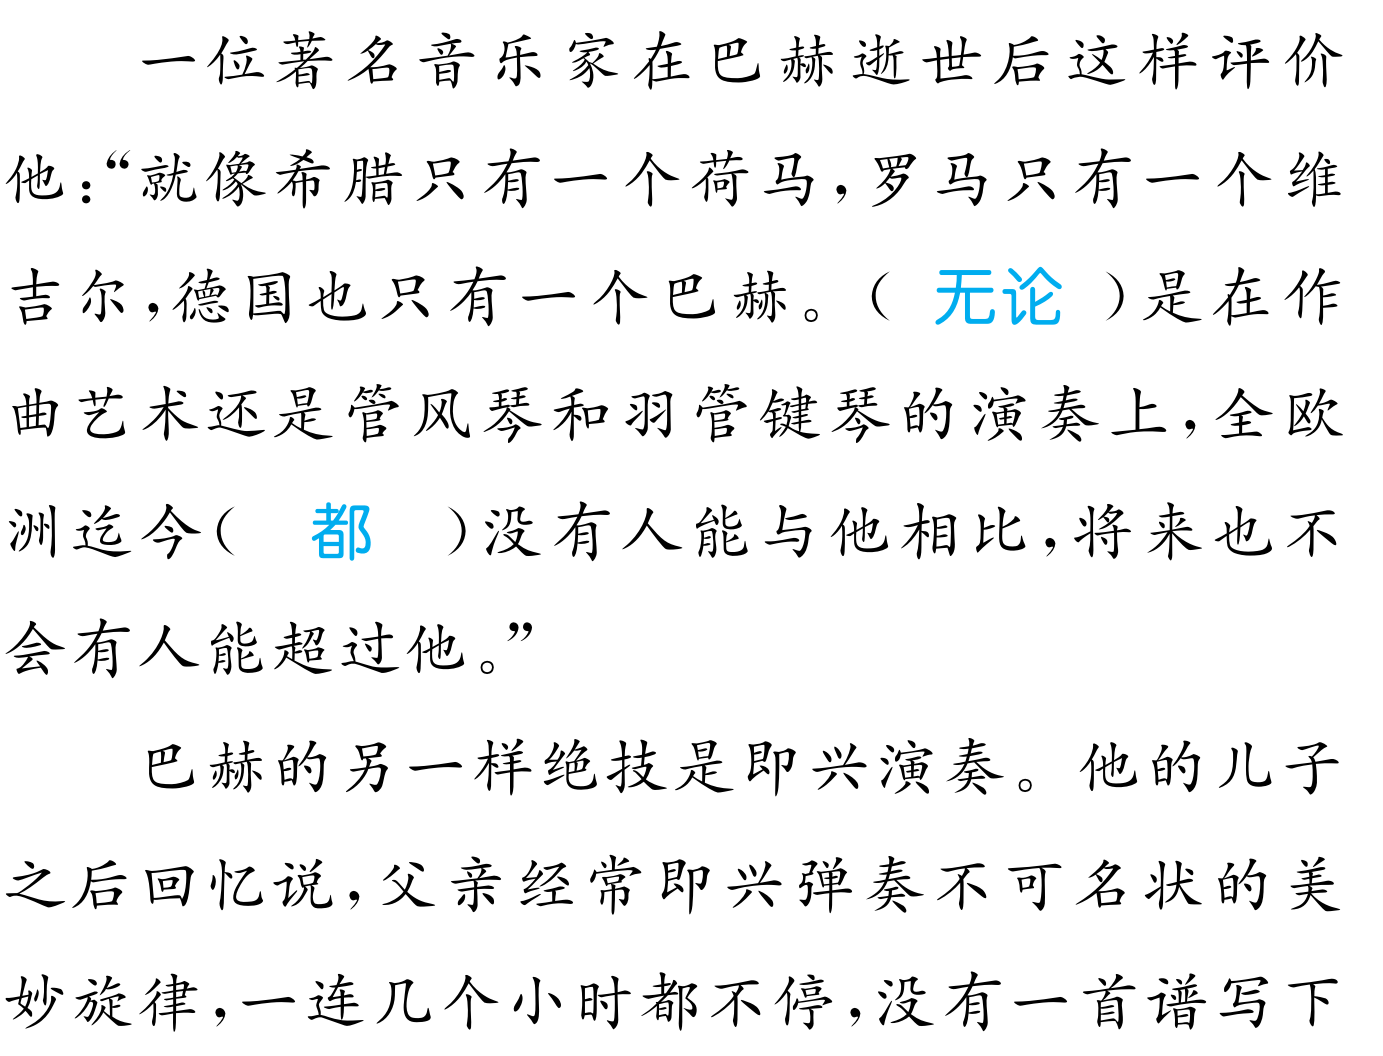 一位著名音乐家在巴赫逝世后这样评价
他：“就像希腊只有一个荷马，罗马只有一个维
吉尔，德国也只有一个巴赫。（ 无论 ）是在作
曲艺术还是管风琴和羽管键琴的演奏上，全欧
洲迄今（ 都 ）没有人能与他相比，将来也不
会有人能超过他。”
巴赫的另一样绝技是即兴演奏。他的儿子
之后回忆说，父亲经常即兴弹奏不可名状的美
妙旋律，一连几个小时都不停，没有一首谱写下